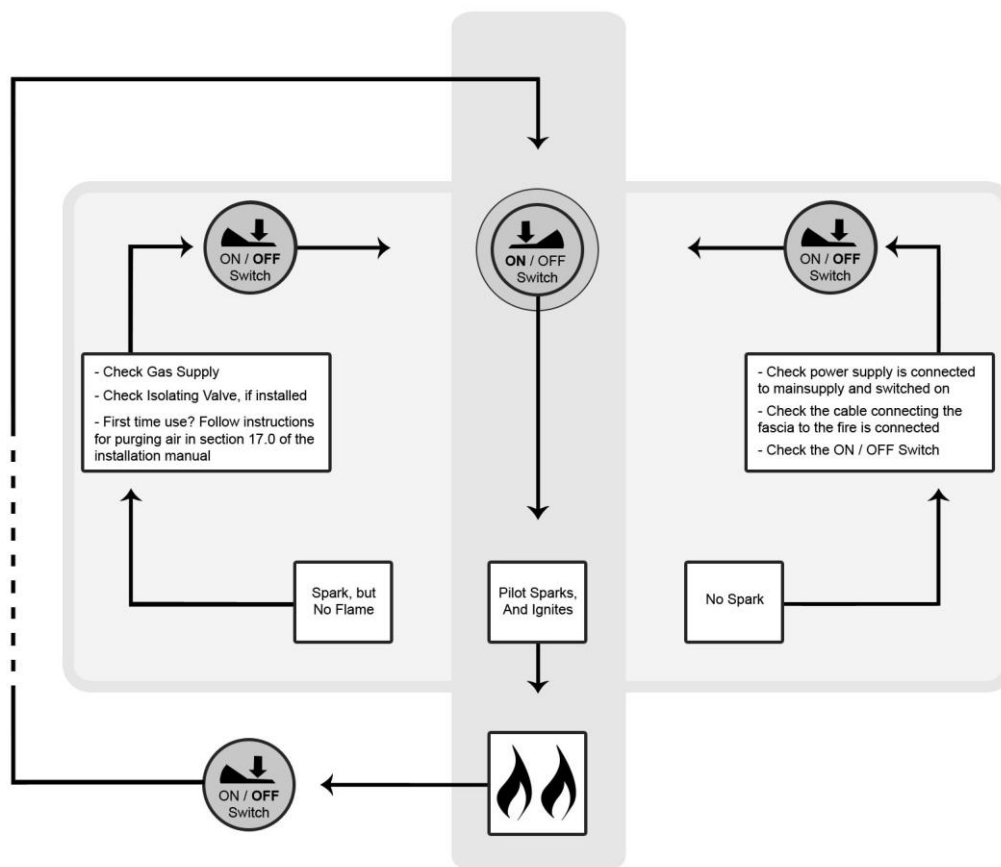 ON / OFF
Switch
ON / OFF
Switch
ON / OFF
Switch
- Check Gas Supply
- Check Isolating Valve, if installed
- First time use? Follow instructions
for purging air in section 17.0 of the
installation manual
- Check power supply is connected
to mainsupply and switched on
- Check the cable connecting the
fascia to the fire is connected
- Check the ON / OFF Switch
Spark, but
No Flame
Pilot Sparks,
And Ignites
No Spark
ON / OFF
Switch